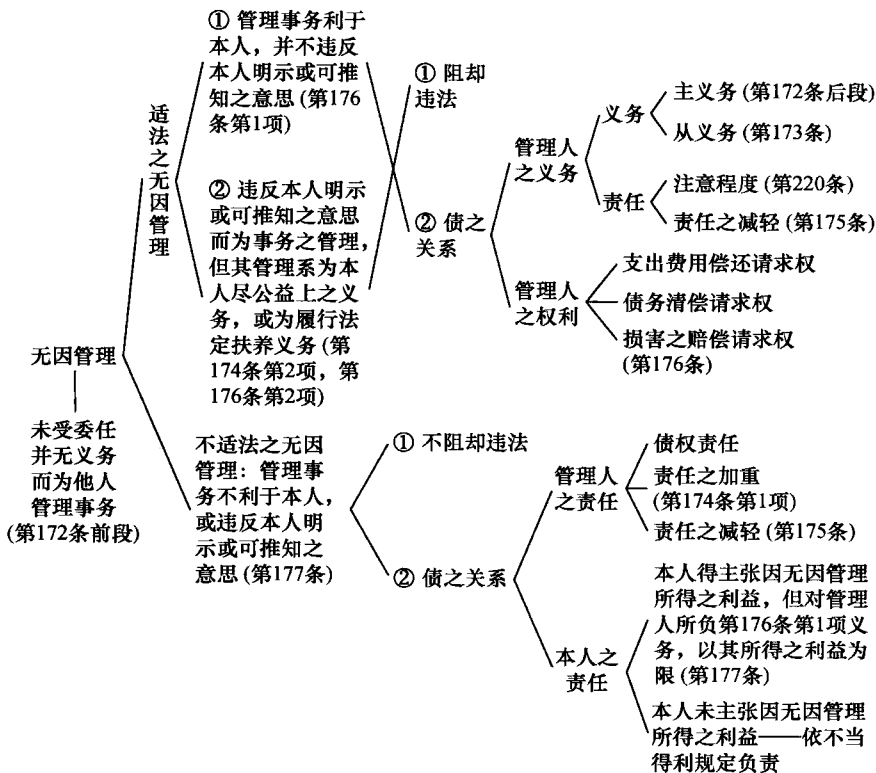 无因管理
未受委任
并无义务
而为他人
管理事务
(第172条前段)
适法之无因管理
① 管理事务利于
本人，并不违反
本人明示或可推
知之意思 (第176
条第1项)
② 违反本人明示
或可推知之意思
而为事务之管理，
但其管理系为本
人尽公益上之义
务，或为履行法
定扶养义务 (第
174条第2项，第
176条第2项)
① 阻却
违法
② 债之
关系
管理人
之义务
义务
主义务 (第172条后段)
从义务 (第173条)
责任
注意程度 (第220条)
责任之减轻 (第175条)
管理人
之权利
支出费用偿还请求权
债务清偿请求权
损害之赔偿请求权
(第176条)
不适法之无因
管理：管理事
务不利于本人，
或违反本人明
示或可推知之
意思 (第177条)
① 不阻却违法
② 债之关系
管理人
之责任
债权责任
责任之加重
(第174条第1项)
责任之减轻 (第175条)
本人之
责任
本人得主张因无因管理
所得之利益，但对管理
人所负第176条第1项义
务，以其所得之利益为
限 (第177条)
本人未主张因无因管理
所得之利益——依不当
得利规定负责